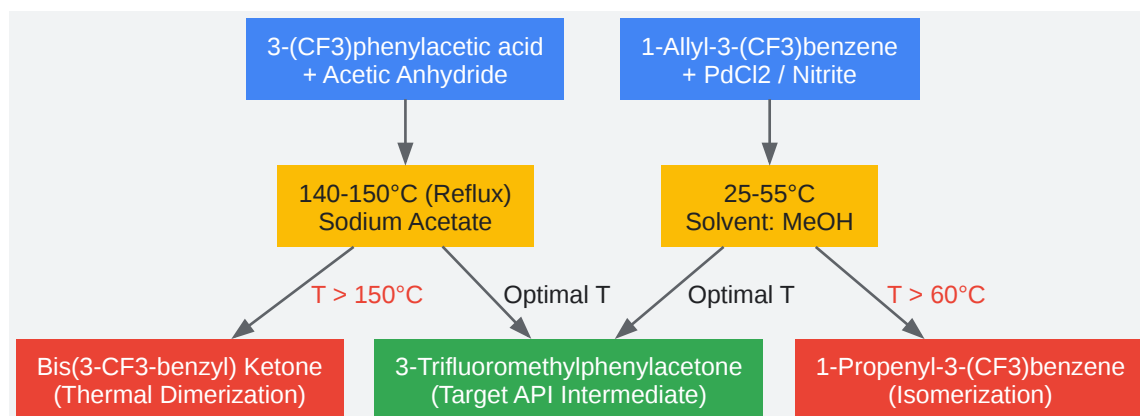 3-(CF3)phenylacetic acid
+ Acetic Anhydride
1-Allyl-3-(CF3)benzene
+ PdCl2 / Nitrite
140-150°C (Reflux)
Sodium Acetate
25-55°C
Solvent: MeOH
T > 150°C
Optimal T
Optimal T
T > 60°C
Bis(3-CF3-benzyl) Ketone
(Thermal Dimerization)
3-Trifluoromethylphenylacetone
(Target API Intermediate)
1-Propenyl-3-(CF3)benzene
(Isomerization)